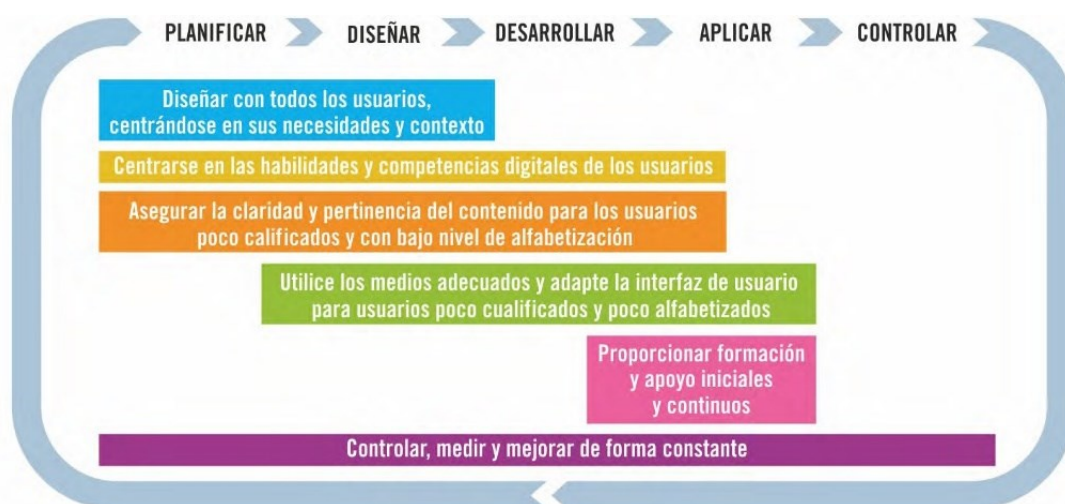 PLANIFICAR DISEÑAR DESARROLLAR APLICAR CONTROLAR
Diseñar con todos los usuarios,
centrándose en sus necesidades y contexto
Centrarse en las habilidades y competencias digitales de los usuarios
Asegurar la claridad y pertinencia del contenido para los usuarios
poco calificados y con bajo nivel de alfabetización
Utilice los medios adecuados y adapte la interfaz de usuario
para usuarios poco cualificados y poco alfabetizados
Proporcionar formación
y apoyo iniciales
y continuos
Controlar, medir y mejorar de forma constante